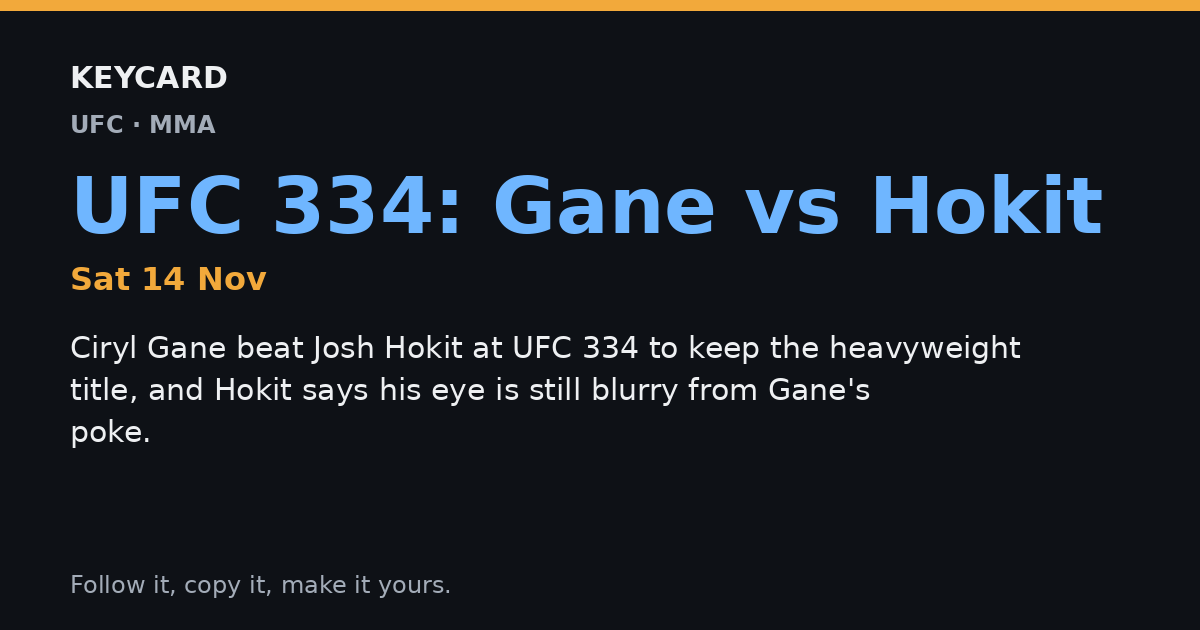 KEYCARD
UFC · MMA
UFC 334: Gane vs Hokit
Sat 14 Nov
Ciryl Gane beat Josh Hokit at UFC 334 to keep the heavyweight
title, and Hokit says his eye is still blurry from Gane's
poke.
Follow it, copy it, make it yours.